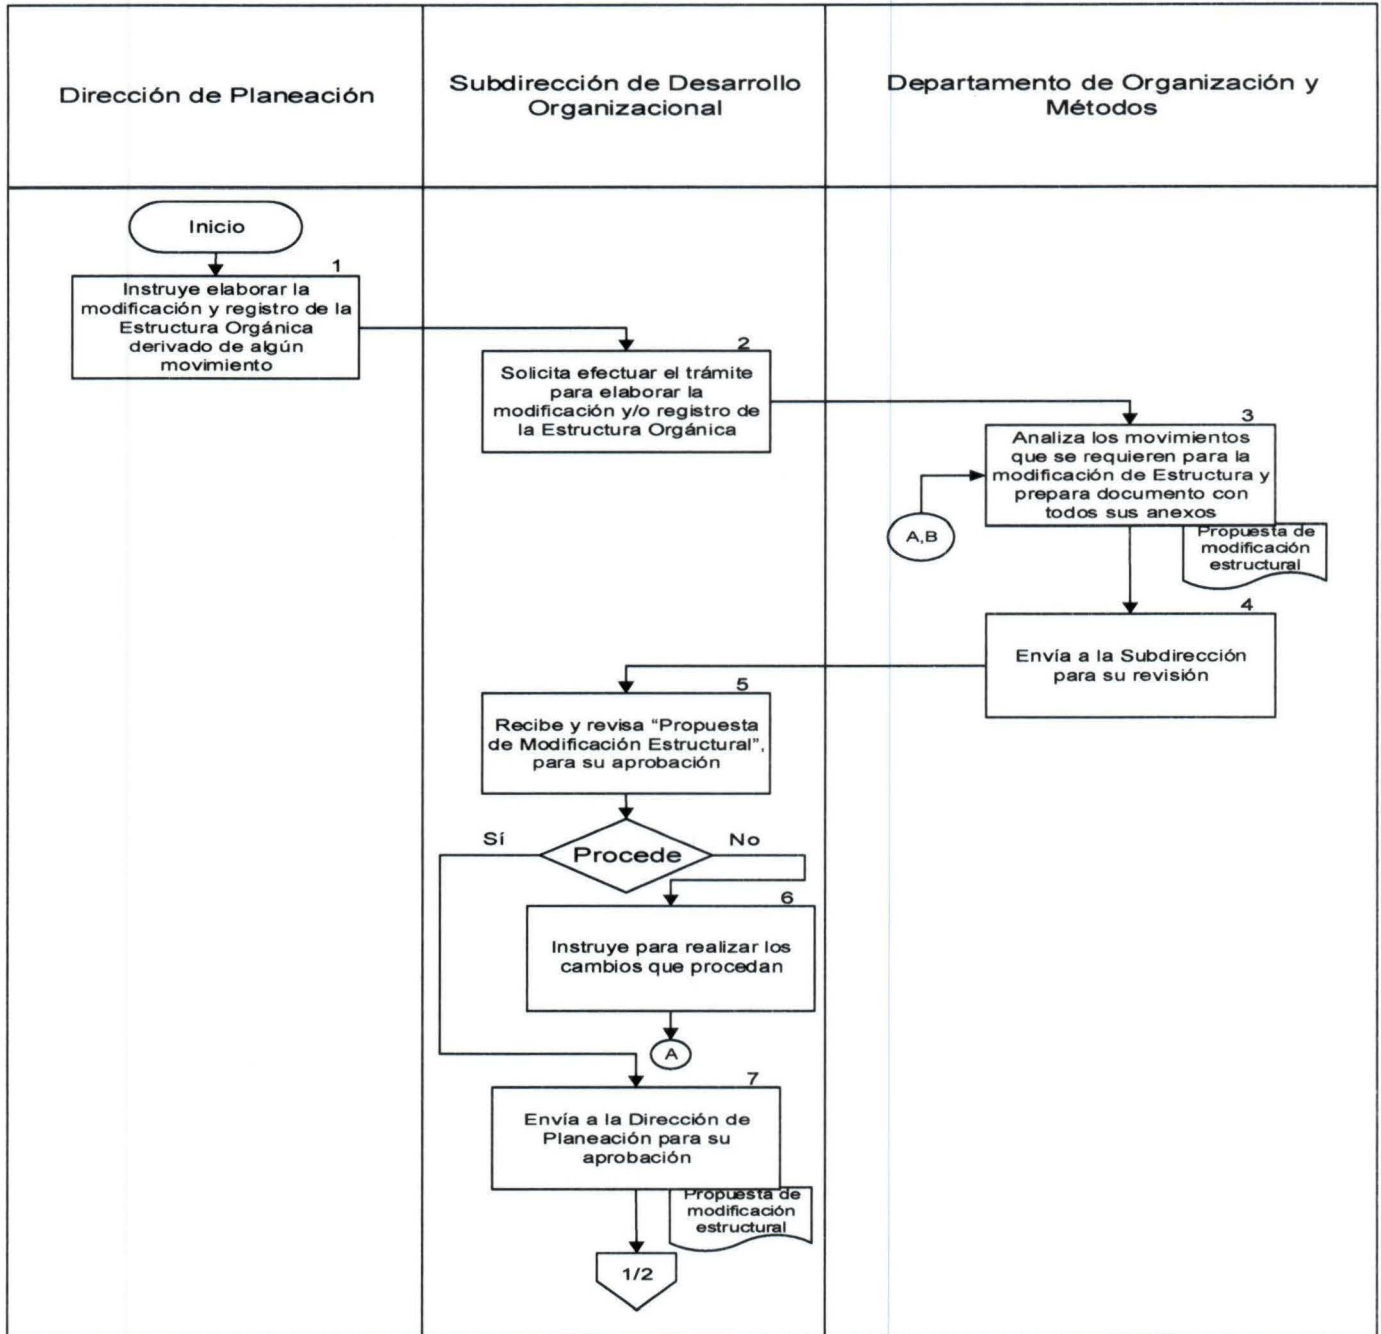 Dirección de Planeación
Subdirección de Desarrollo
Organizacional
Departamento de Organización y
Métodos
Inicio
1
Instruye elaborar la
modificación y registro de la
Estructura Orgánica
derivado de algún
movimiento
2
Solicita efectuar el trámite
para elaborar la
modificación y/o registro de
la Estructura Orgánica
3
Analiza los movimientos
que se requieren para la
modificación de Estructura y
prepara documento con
todos sus anexos
A,B
Propuesta de
modificación
estructural
4
Envía a la Subdirección
para su revisión
5
Recibe y revisa “Propuesta
de Modificación Estructural”,
para su aprobación
Sí
Procede
No
6
Instruye para realizar los
cambios que procedan
A
7
Envía a la Dirección de
Planeación para su
aprobación
Propuesta de
modificación
estructural
1/2